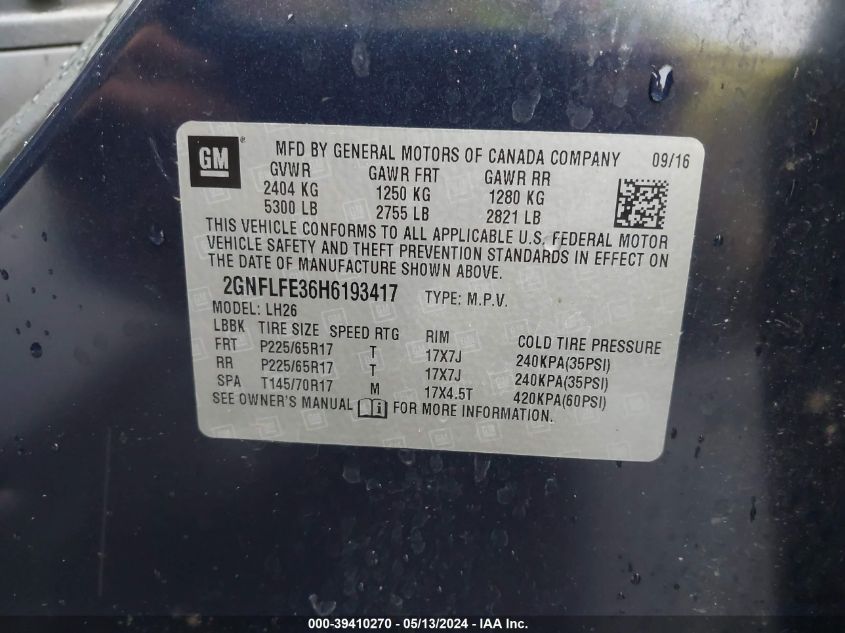 GM ® MFD BY GENERAL MOTORS OF CANADA COMPANY 09/16
GVWR GAWR FRT GAWR RR
2404 KG 1250 KG 1280 KG
5300 LB 2755 LB 2821 LB
THIS VEHICLE CONFORMS TO ALL APPLICABLE U.S. FEDERAL MOTOR
VEHICLE SAFETY AND THEFT PREVENTION STANDARDS IN EFFECT ON
THE DATE OF MANUFACTURE SHOWN ABOVE.
2GNFLFE36H6193417 TYPE: M.P.V.
MODEL: LH26
LBBK TIRE SIZE SPEED RTG RIM COLD TIRE PRESSURE
FRT P225/65R17 T 17X7J 240KPA(35PSI)
RR P225/65R17 T 17X7J 240KPA(35PSI)
SPA T145/70R17 M 17X4.5T 420KPA(60PSI)
SEE OWNER'S MANUAL FOR MORE INFORMATION.
000-39410270 - 05/13/2024 - IAA Inc.